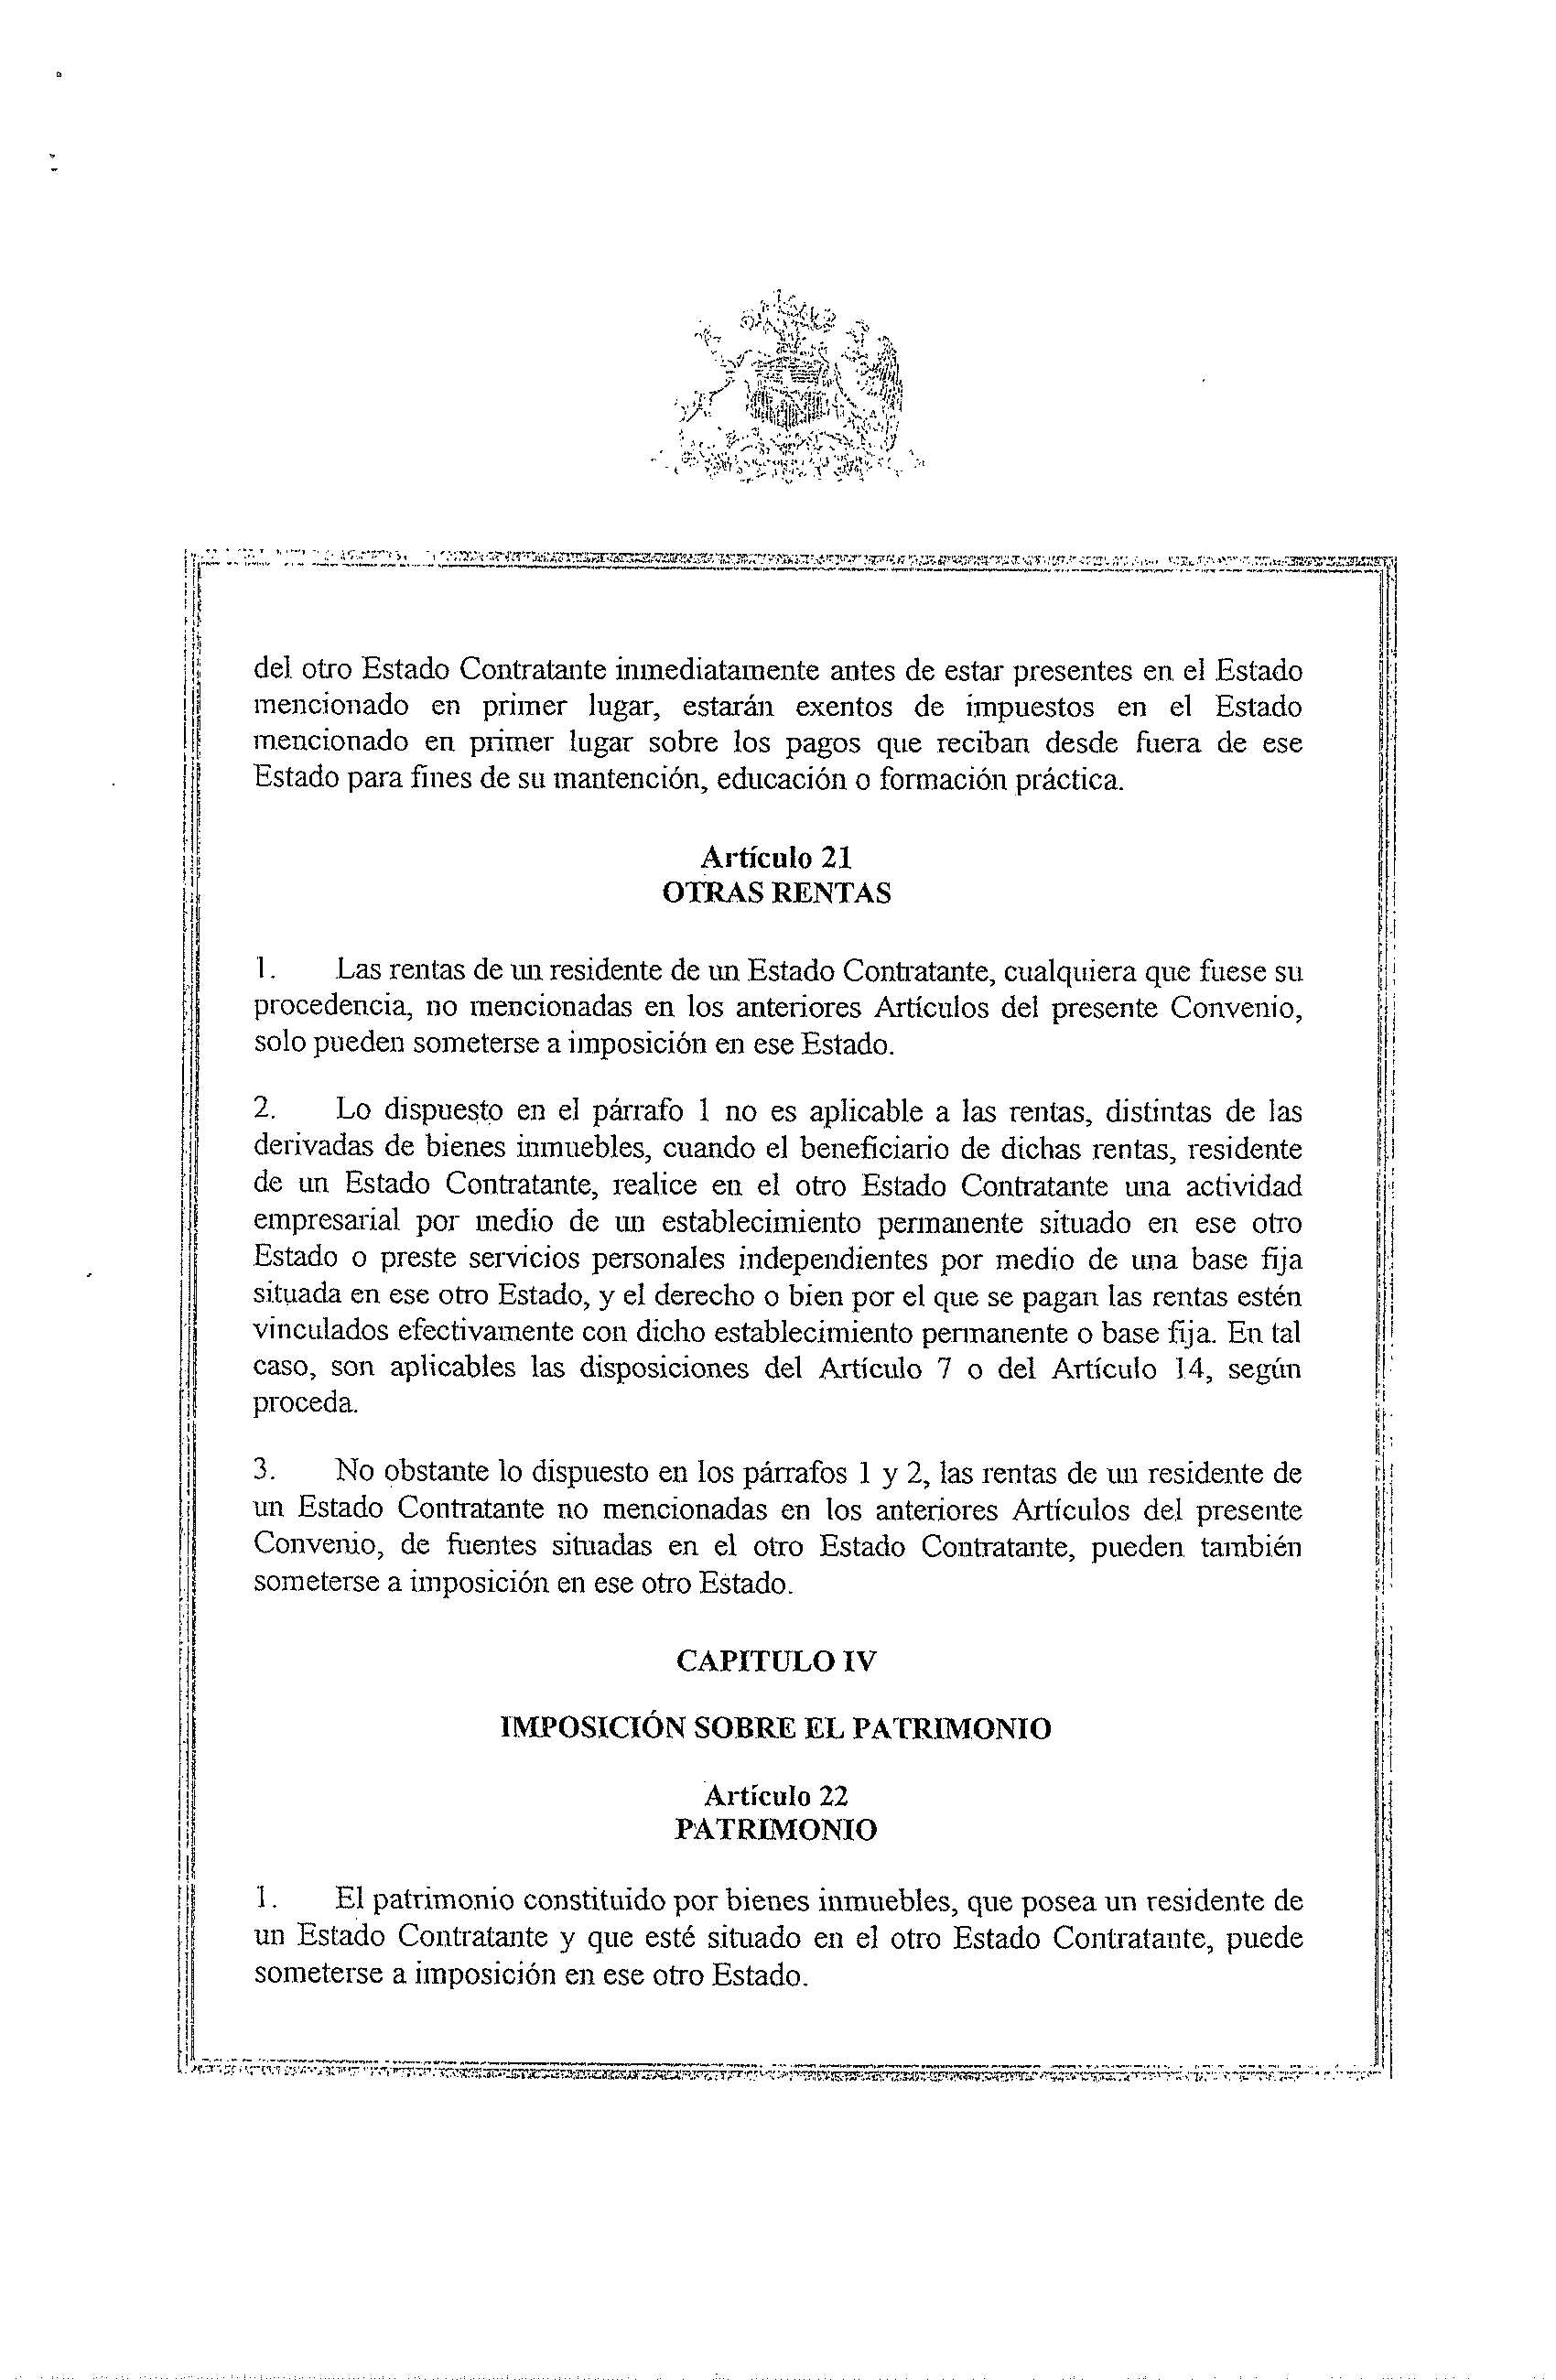 del otro Estado Contratante inmediatamente antes de estar presentes en el Estado
mencionado en primer lugar, estarán exentos de impuestos en el Estado
mencionado en primer lugar sobre los pagos que reciban desde fuera de ese
Estado para fines de su mantención, educación o formación práctica.
Artículo 21
OTRAS RENTAS
1. Las rentas de un residente de un Estado Contratante, cualquiera que fuese su
procedencia, no mencionadas en los anteriores Artículos del presente Convenio,
solo pueden someterse a imposición en ese Estado.
2. Lo dispuesto en el párrafo 1 no es aplicable a las rentas, distintas de las
derivadas de bienes inmuebles, cuando el beneficiario de dichas rentas, residente
de un Estado Contratante, realice en el otro Estado Contratante una actividad
empresarial por medio de un establecimiento permanente situado en ese otro
Estado o preste servicios personales independientes por medio de una base fija
situada en ese otro Estado, y el derecho o bien por el que se pagan las rentas estén
vinculados efectivamente con dicho establecimiento permanente o base fija. En tal
caso, son aplicables las disposiciones del Artículo 7 o del Artículo 14, según
proceda.
3. No obstante lo dispuesto en los párrafos 1 y 2, las rentas de un residente de
un Estado Contratante no mencionadas en los anteriores Artículos del presente
Convenio, de fuentes situadas en el otro Estado Contratante, pueden también
someterse a imposición en ese otro Estado.
CAPITULO IV
IMPOSICIÓN SOBRE EL PATRIMONIO
Artículo 22
PATRIMONIO
1. El patrimonio constituido por bienes inmuebles, que posea un residente de
un Estado Contratante y que esté situado en el otro Estado Contratante, puede
someterse a imposición en ese otro Estado.